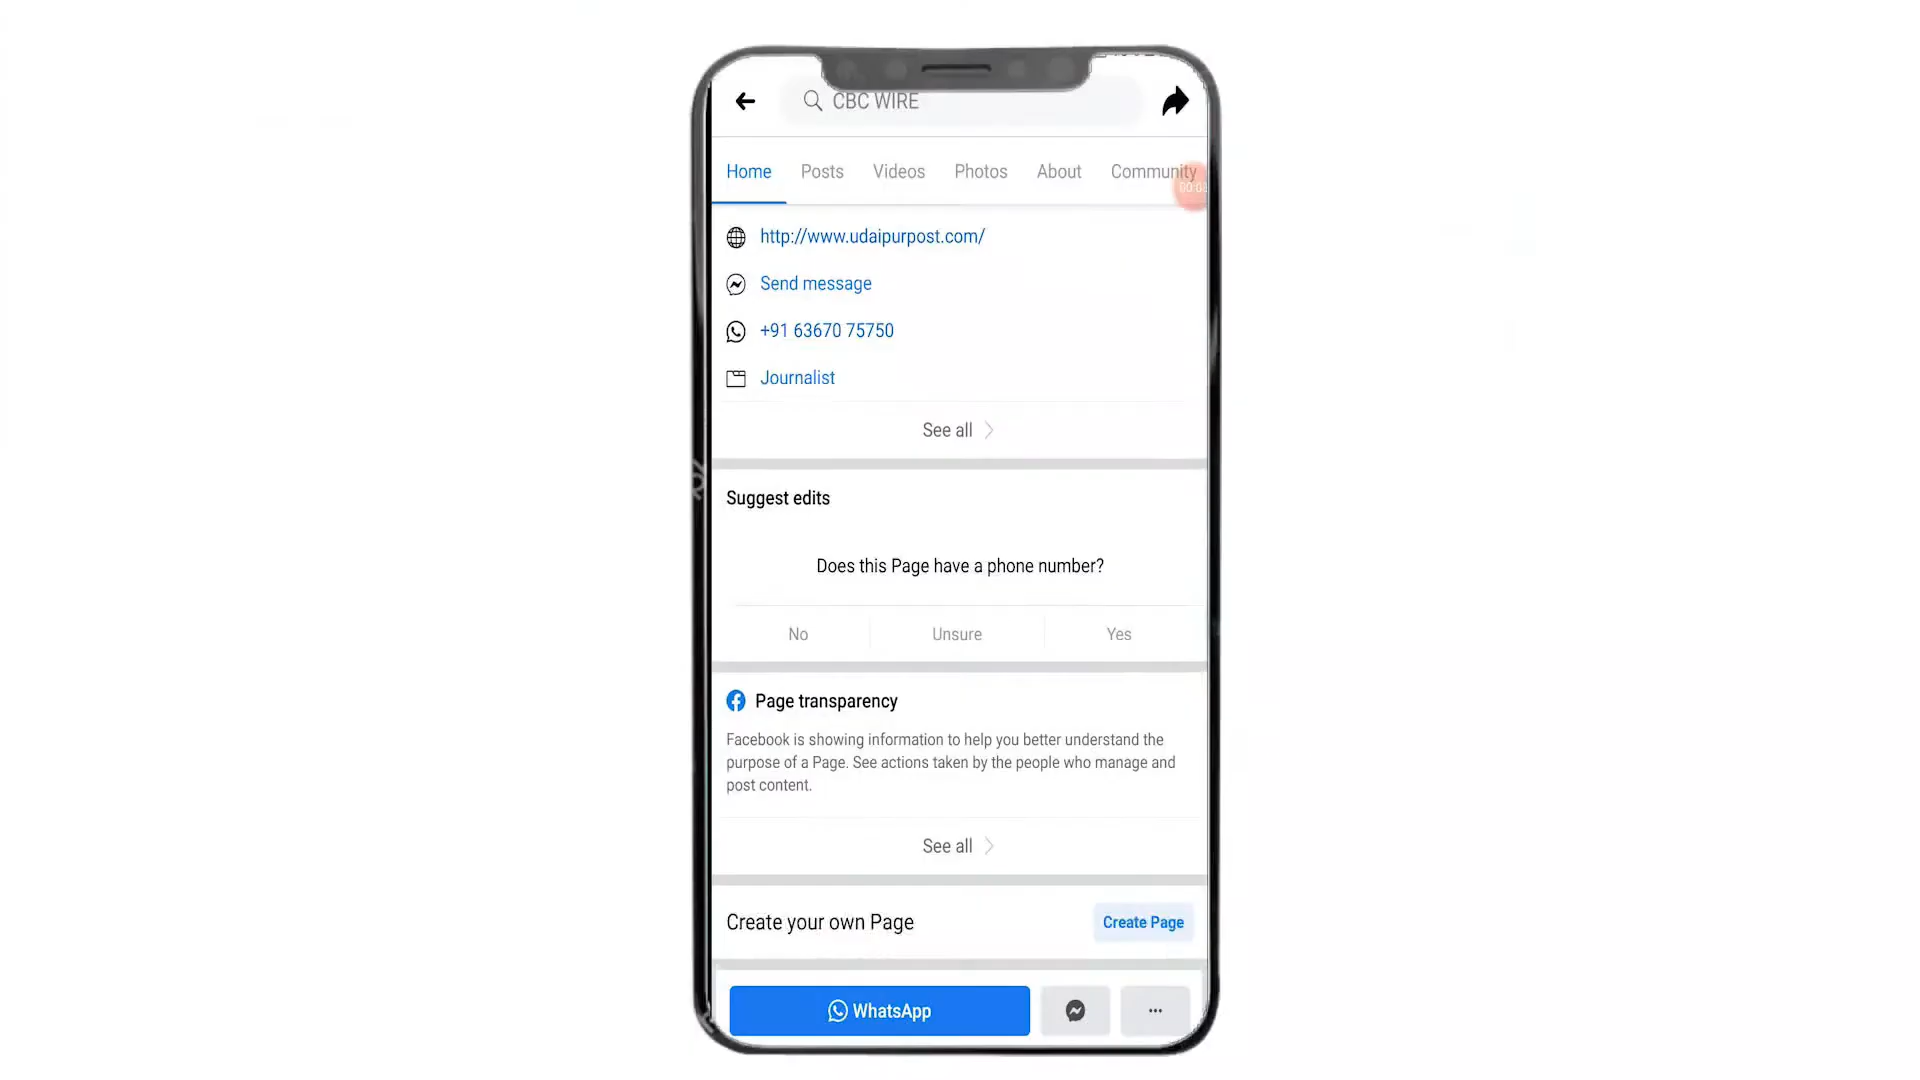 CBC WIRE
Home Posts Videos Photos About Community
http://www.udaipurpost.com/
Send message
+91 63670 75750
Journalist
See all
Suggest edits
Does this Page have a phone number?
No Unsure Yes
Page transparency
Facebook is showing information to help you better understand the
purpose of a Page. See actions taken by the people who manage and
post content.
See all
Create your own Page Create Page
WhatsApp